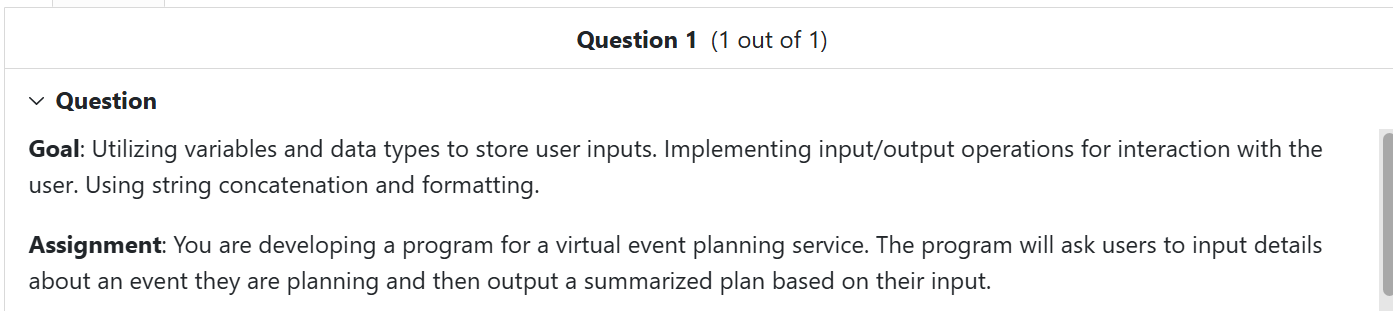 Question 1 (1 out of 1)
Question
Goal: Utilizing variables and data types to store user inputs. Implementing input/output operations for interaction with the
user. Using string concatenation and formatting.
Assignment: You are developing a program for a virtual event planning service. The program will ask users to input details
about an event they are planning and then output a summarized plan based on their input.